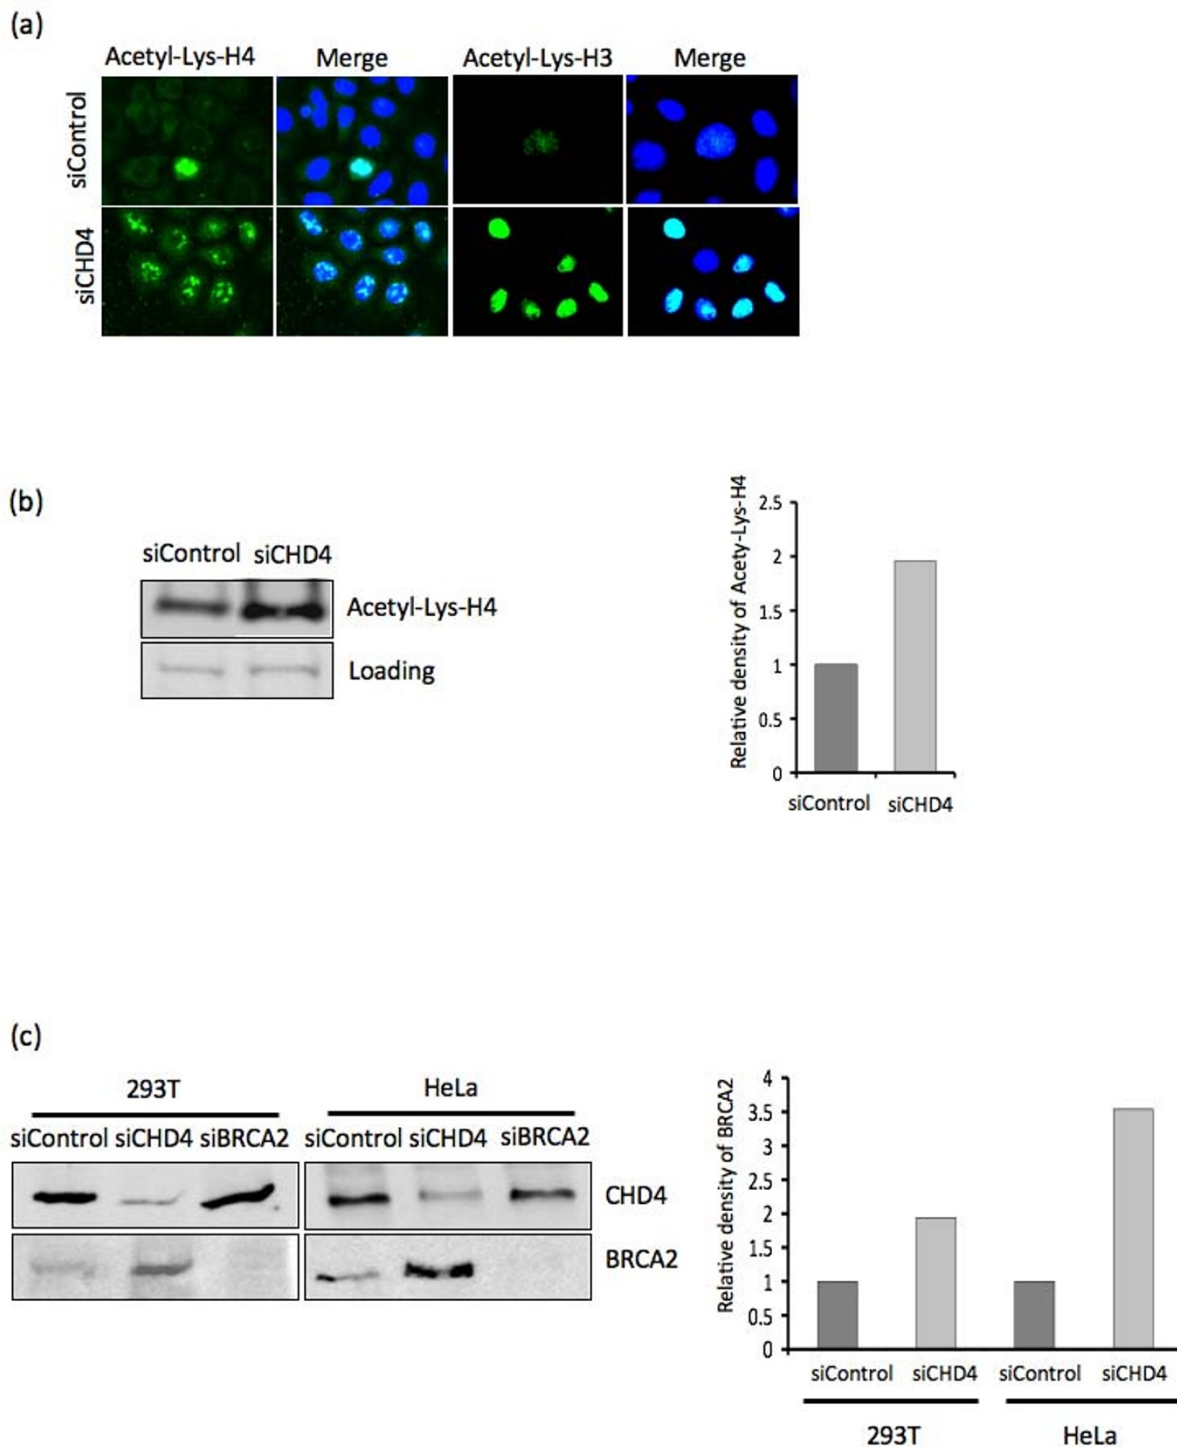 (a)
Acetyl-Lys-H4 Merge Acetyl-Lys-H3 Merge
siControl
siCHD4
(b)
siControl siCHD4
Acetyl-Lys-H4
Loading
Relative density of Acety-Lys-H4
2.5
2
1.5
1
0.5
0
siControl siCHD4
(c)
293T HeLa
siControl siCHD4 siBRCA2 siControl siCHD4 siBRCA2
CHD4
BRCA2
Relative density of BRCA2
4
3.5
3
2.5
2
1.5
1
0.5
0
siControl siCHD4 siControl siCHD4
293T HeLa